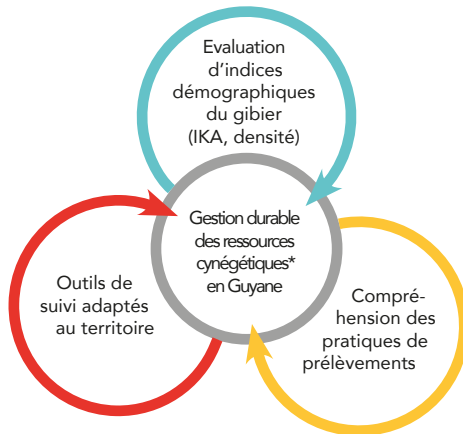 Evaluation
d'indices
démographiques
du gibier
(IKA, densité)
Gestion durable
des ressources
cynégétiques*
en Guyane
Outils de
suivi adaptés
au territoire
Compré-
hension des
pratiques de
prélèvements